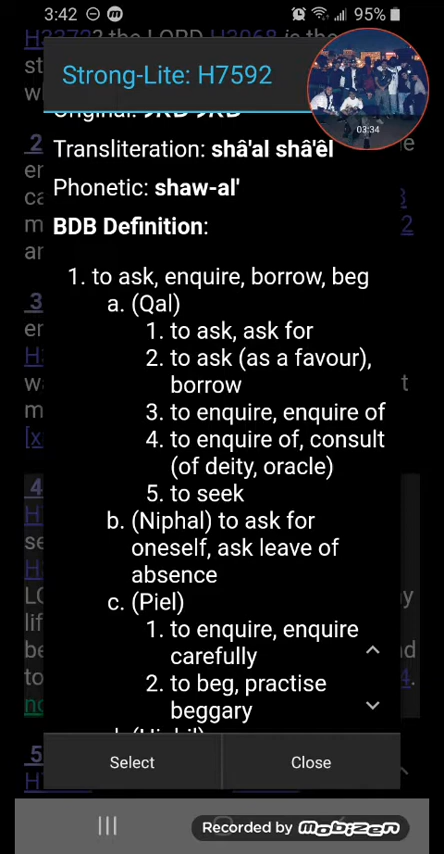 3:42 95%
Strong-Lite: H7592
03:34
Transliteration: shâ'al shâ'êl
Phonetic: shaw-al'
BDB Definition:
1. to ask, enquire, borrow, beg
a. (Qal)
1. to ask, ask for
2. to ask (as a favour),
borrow
3. to enquire, enquire of
4. to enquire of, consult
(of deity, oracle)
5. to seek
b. (Niphal) to ask for
oneself, ask leave of
absence
c. (Piel)
1. to enquire, enquire
carefully
2. to beg, practise
beggary
Select Close
Recorded by Mobizen